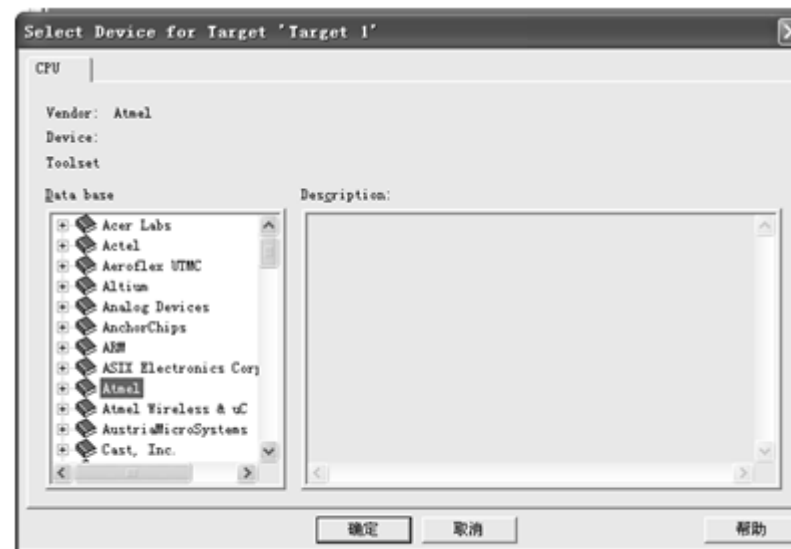 Select Device for Target 'Target 1'
CPU
Vendor: Atmel
Device:
Toolset
Data base
Description:
Acer Labs
Actel
Aeroflex UTMC
Altium
Analog Devices
AnchorChips
ARM
ASIX Electronics Corp
Atmel
Atmel Wireless & uC
AustriaMicroSystems
Cast, Inc.
确定
取消
帮助